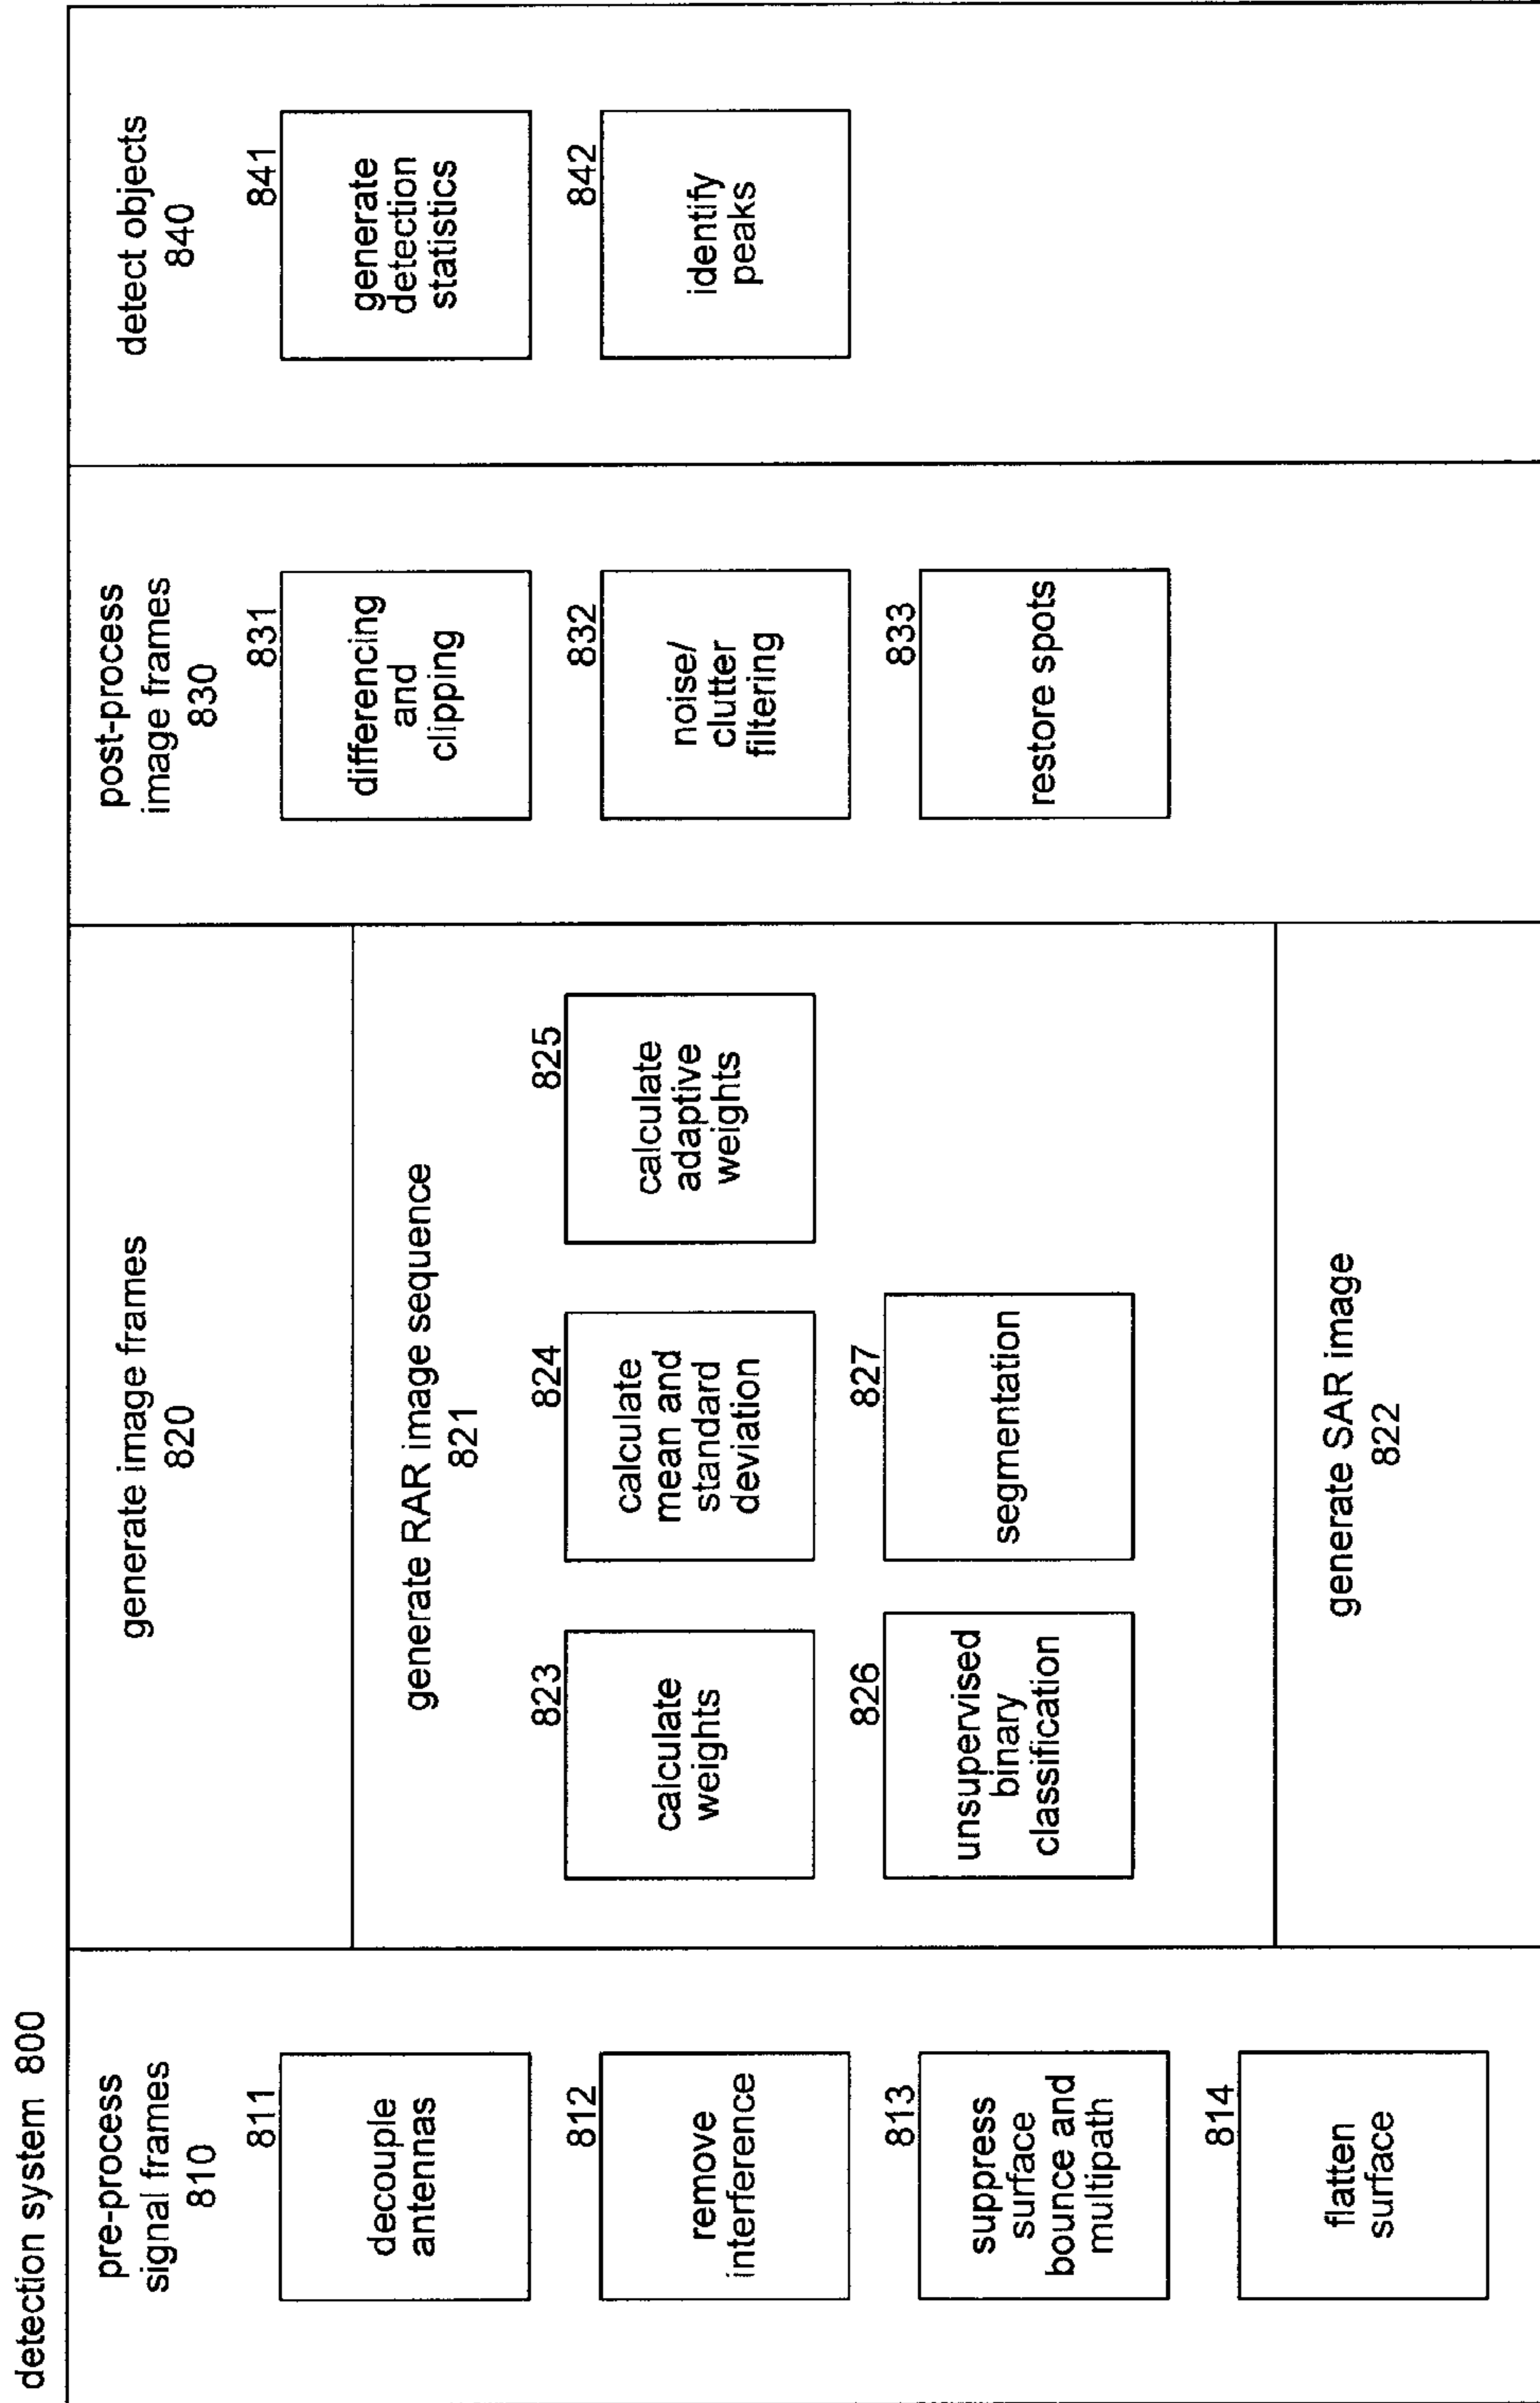 detection system 800
pre-process
signal frames
810
811
decouple
antennas
812
remove
interference
813
suppress
surface
bounce and
multipath
814
flatten
surface
generate image frames
820
generate RAR image sequence
821
823
calculate
weights
824
calculate
mean and
standard
deviation
825
calculate
adaptive
weights
826
unsupervised
binary
classification
827
segmentation
generate SAR image
822
post-process
image frames
830
831
differencing
and
clipping
832
noise/
clutter
filtering
833
restore spots
detect objects
840
841
generate
detection
statistics
842
identify
peaks